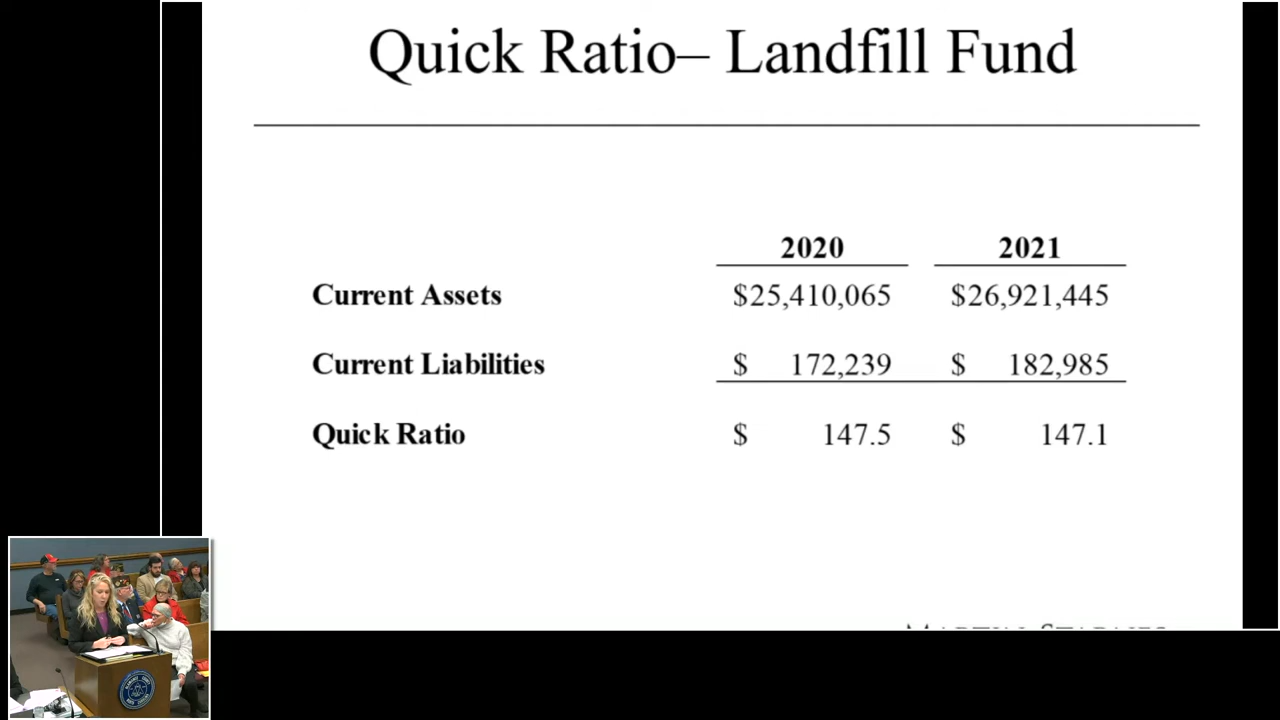 Quick Ratio– Landfill Fund
2020 2021
Current Assets $25,410,065 $26,921,445
Current Liabilities $ 172,239 $ 182,985
Quick Ratio $ 147.5 $ 147.1